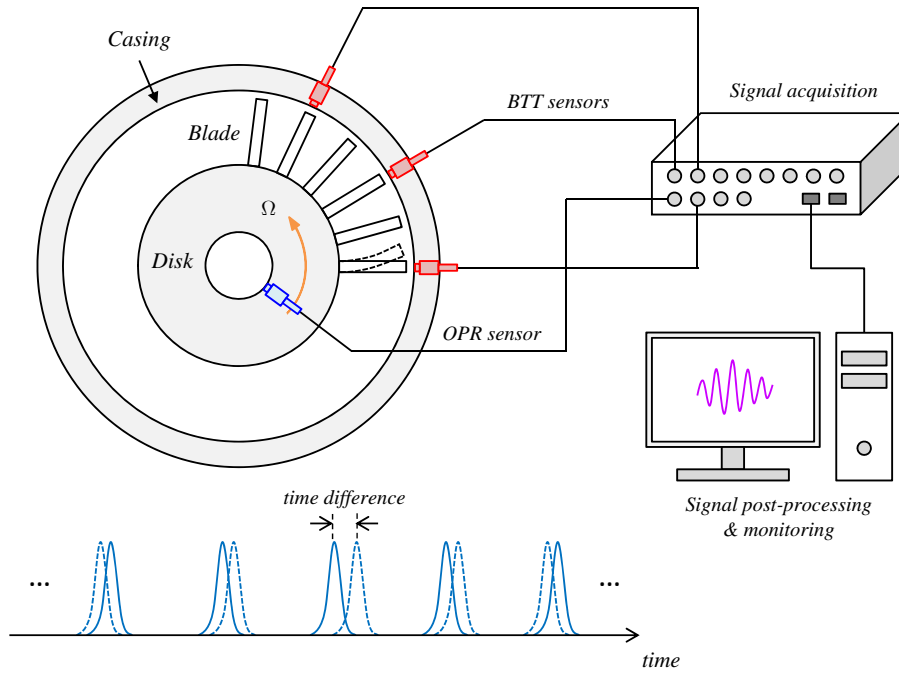 Casing
BTT sensors
Signal acquisition
Blade
Ω
Disk
OPR sensor
Signal post-processing
& monitoring
time difference
...
...
time